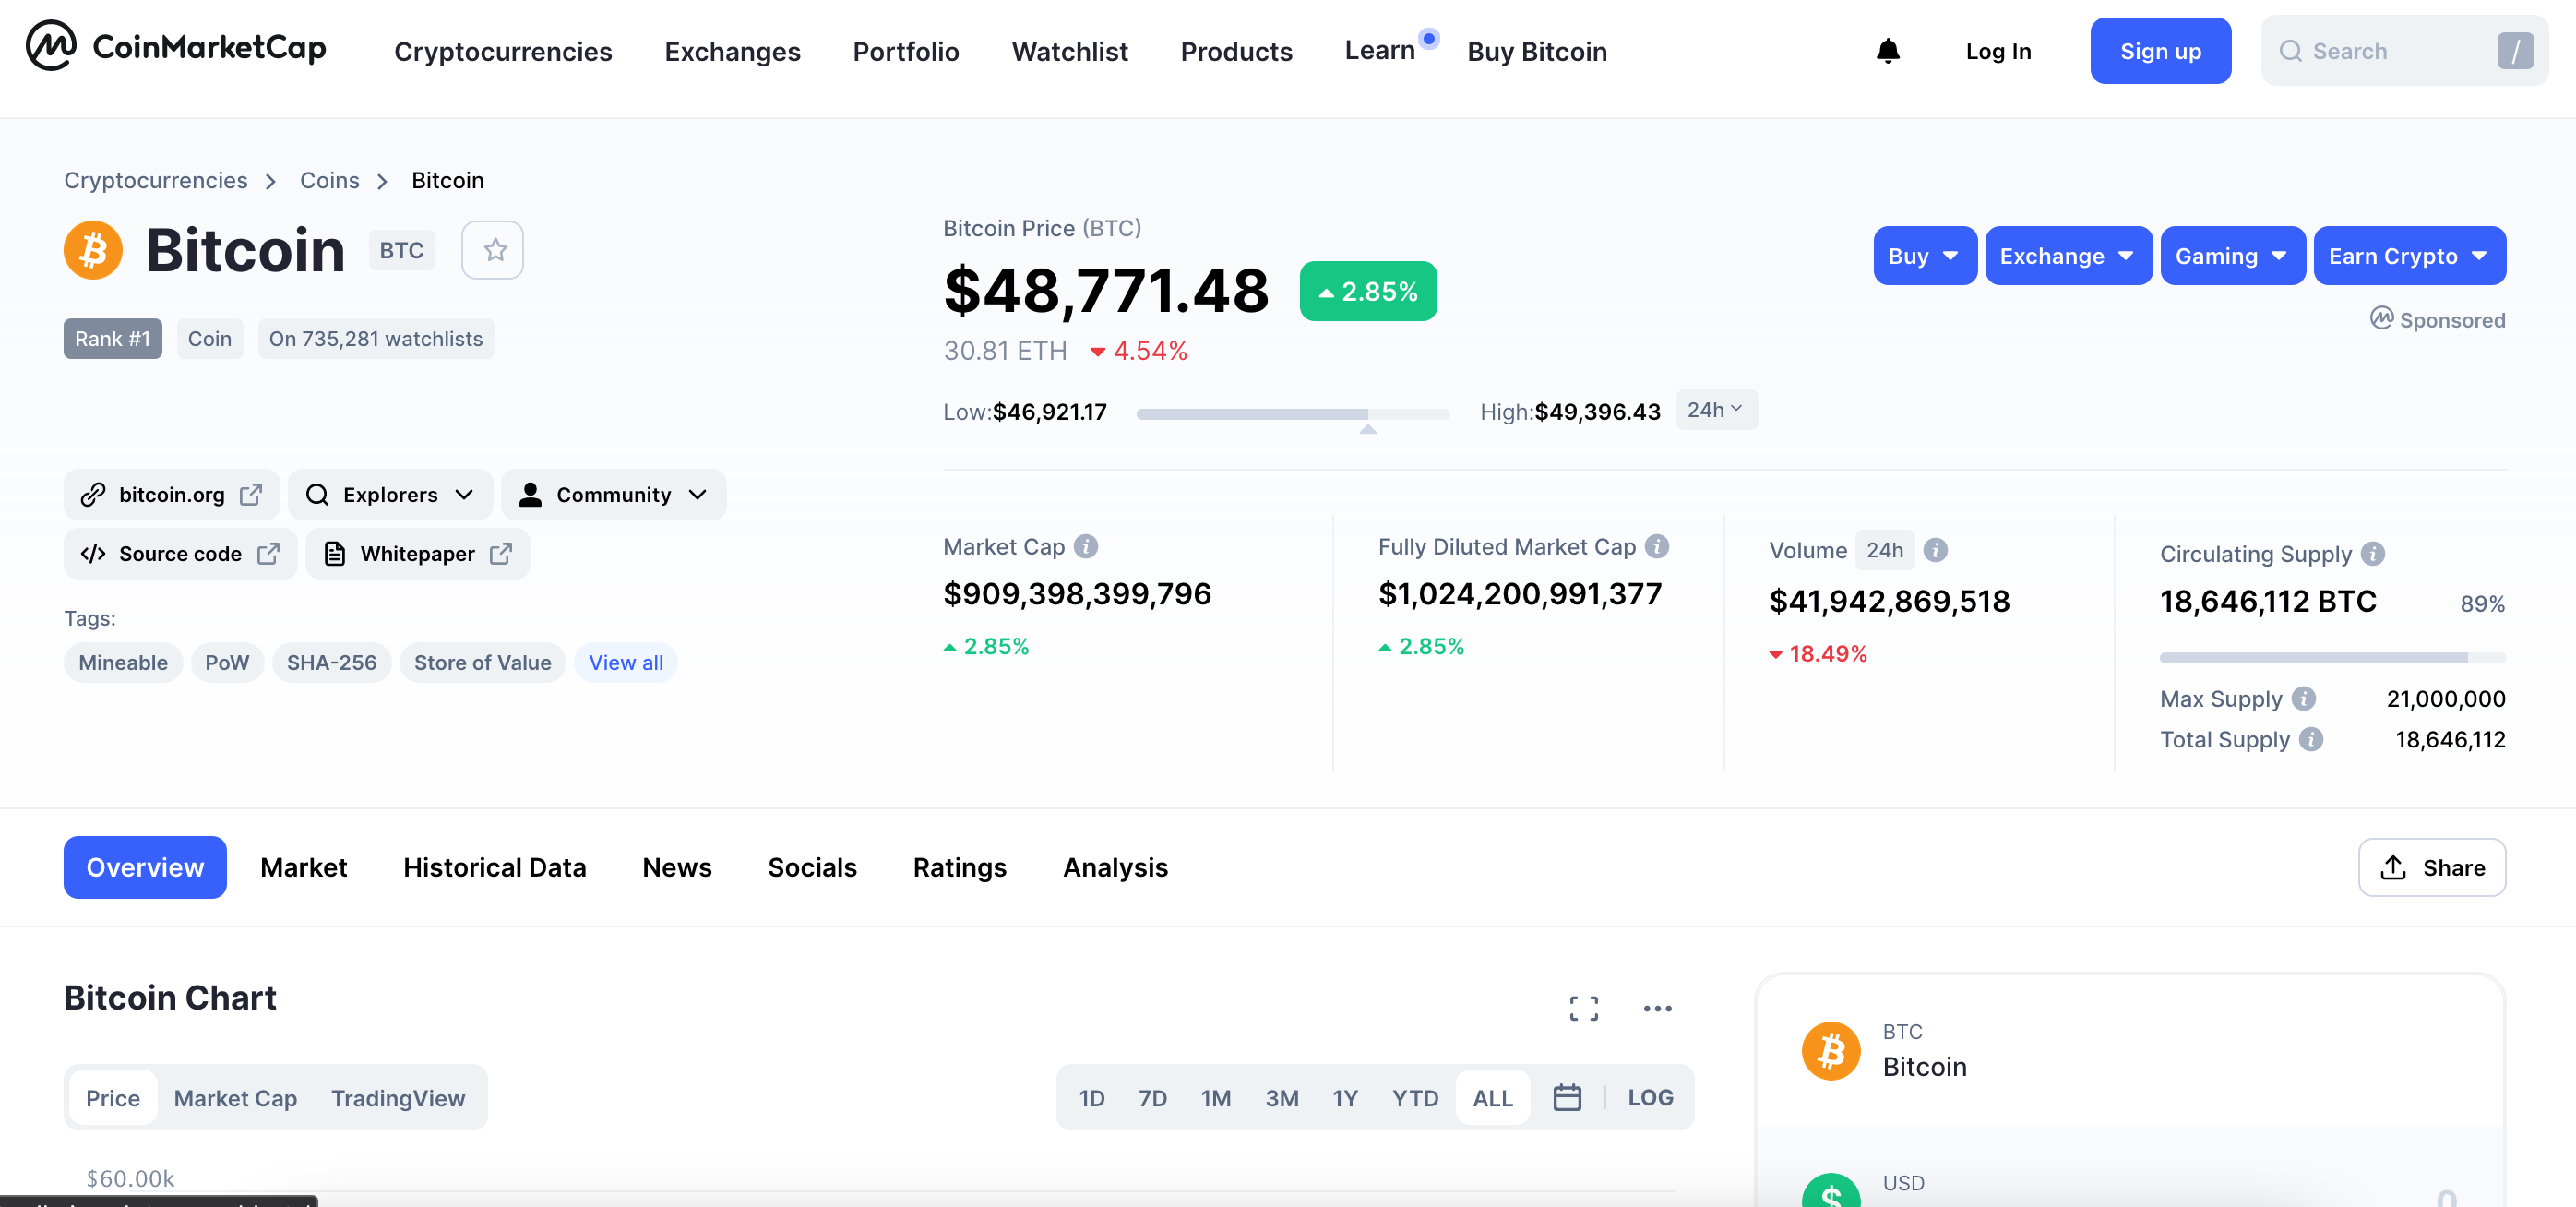 CoinMarketCap Cryptocurrencies Exchanges Portfolio Watchlist Products Learn Buy Bitcoin Log In Sign up Search /
Cryptocurrencies > Coins > Bitcoin
Bitcoin BTC
Rank #1 Coin On 735,281 watchlists
bitcoin.org Explorers Community
Source code Whitepaper
Tags:
Mineable PoW SHA-256 Store of Value View all
Bitcoin Price (BTC)
$48,771.48 2.85%
30.81 ETH 4.54%
Low:$46,921.17 High:$49,396.43 24h
Buy Exchange Gaming Earn Crypto
Sponsored
Market Cap
$909,398,399,796
2.85%
Fully Diluted Market Cap
$1,024,200,991,377
2.85%
Volume 24h
$41,942,869,518
18.49%
Circulating Supply
18,646,112 BTC 89%
Max Supply 21,000,000
Total Supply 18,646,112
Overview Market Historical Data News Socials Ratings Analysis Share
Bitcoin Chart
Price Market Cap TradingView 1D 7D 1M 3M 1Y YTD ALL LOG
$60.00k
BTC
Bitcoin
USD
0